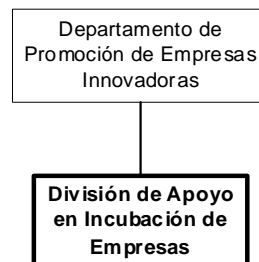 Departamento de
Promoción de Empresas
Innovadoras
División de Apoyo
en Incubación de
Empresas